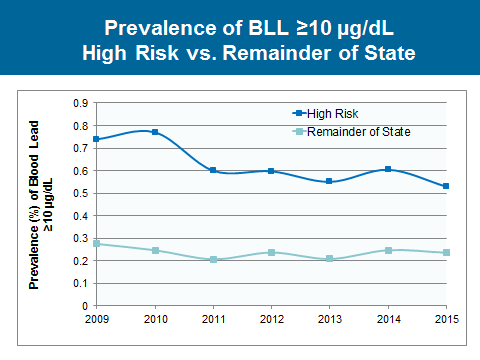 Prevalence of BLL ≥10 µg/dL
High Risk vs. Remainder of State
Prevalence (%) of Blood Lead
≥10 µg/dL
0.9
0.8
0.7
0.6
0.5
0.4
0.3
0.2
0.1
0
High Risk
Remainder of State
2009 2010 2011 2012 2013 2014 2015